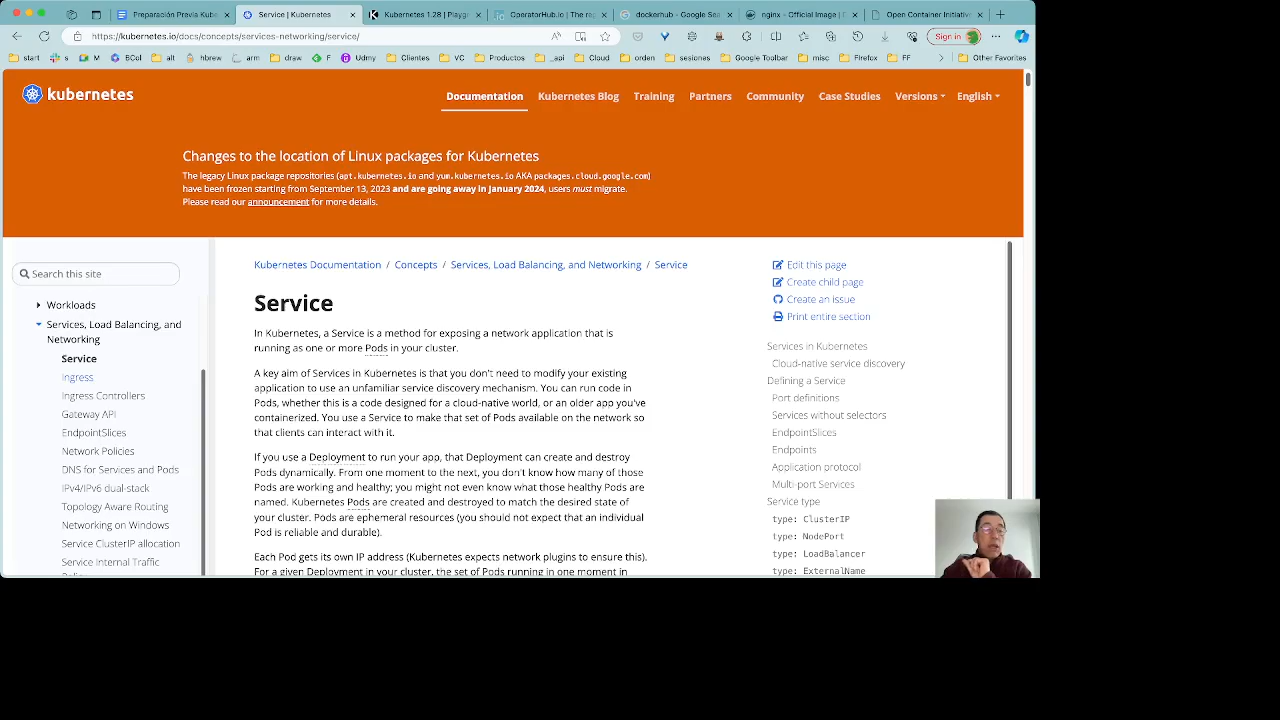 Preparación Previa Kube
Service | Kubernetes
Kubernetes 1.28 | Playgr
OperatorHub.io | The re
dockerhub - Google Sea
nginx - Official Image | D
Open Container Initiative
https://kubernetes.io/docs/concepts/services-networking/service/
Sign in
start
s
M
BCol
alt
hbrew
arm
draw
F
Udmy
Clientes
VC
Productos
_api
Cloud
orden
sesiones
Google Toolbar
misc
Firefox
FF
Other Favorites
kubernetes
Documentation
Kubernetes Blog
Training
Partners
Community
Case Studies
Versions
English
Changes to the location of Linux packages for Kubernetes
The legacy Linux package repositories (apt.kubernetes.io and yum.kubernetes.io AKA packages.cloud.google.com)
have been frozen starting from September 13, 2023 and are going away in January 2024, users must migrate.
Please read our announcement for more details.
Search this site
Workloads
Services, Load Balancing, and
Networking
Service
Ingress
Ingress Controllers
Gateway API
EndpointSlices
Network Policies
DNS for Services and Pods
IPv4/IPv6 dual-stack
Topology Aware Routing
Networking on Windows
Service ClusterIP allocation
Service Internal Traffic
Kubernetes Documentation / Concepts / Services, Load Balancing, and Networking / Service
Service
In Kubernetes, a Service is a method for exposing a network application that is
running as one or more Pods in your cluster.
A key aim of Services in Kubernetes is that you don't need to modify your existing
application to use an unfamiliar service discovery mechanism. You can run code in
Pods, whether this is a code designed for a cloud-native world, or an older app you've
containerized. You use a Service to make that set of Pods available on the network so
that clients can interact with it.
If you use a Deployment to run your app, that Deployment can create and destroy
Pods dynamically. From one moment to the next, you don't know how many of those
Pods are working and healthy; you might not even know what those healthy Pods are
named. Kubernetes Pods are created and destroyed to match the desired state of
your cluster. Pods are ephemeral resources (you should not expect that an individual
Pod is reliable and durable).
Each Pod gets its own IP address (Kubernetes expects network plugins to ensure this).
For a given Deployment in your cluster, the set of Pods running in one moment in
Edit this page
Create child page
Create an issue
Print entire section
Services in Kubernetes
Cloud-native service discovery
Defining a Service
Port definitions
Services without selectors
EndpointSlices
Endpoints
Application protocol
Multi-port Services
Service type
type: ClusterIP
type: NodePort
type: LoadBalancer
type: ExternalName